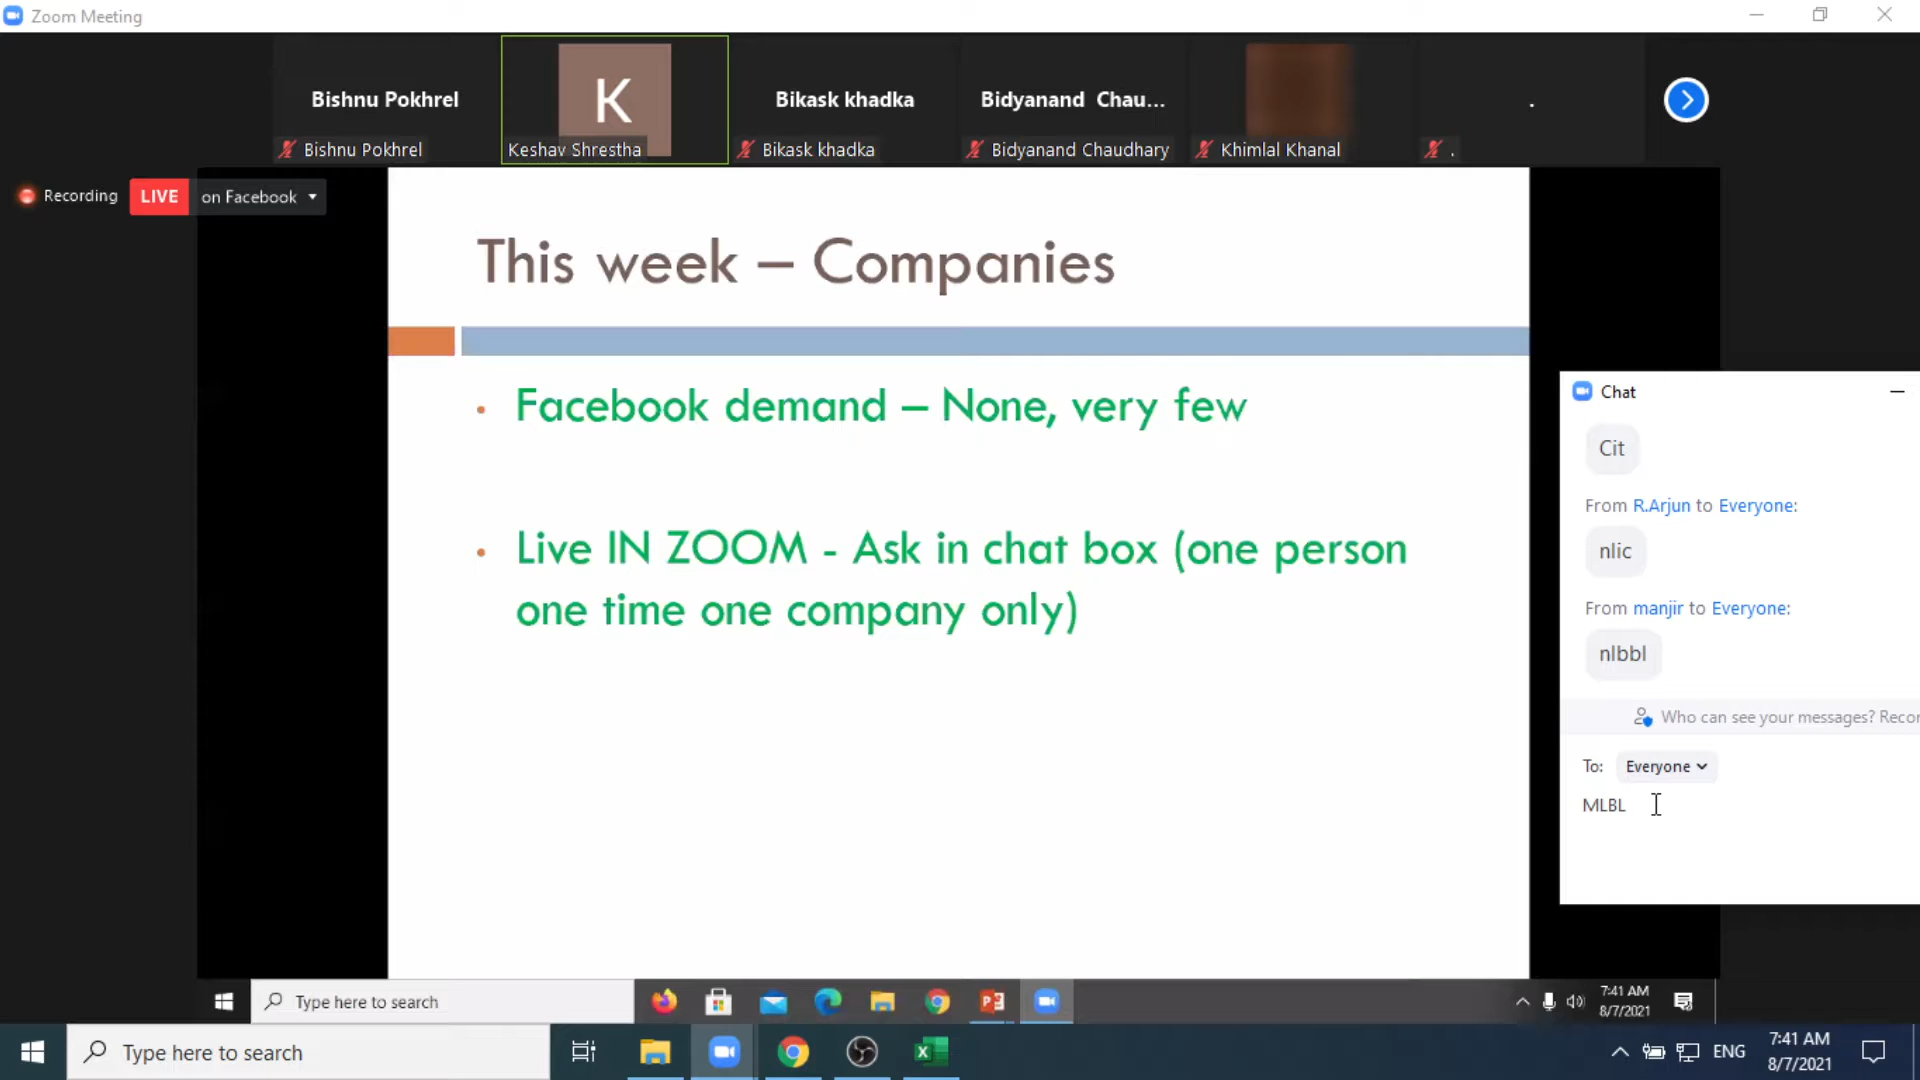 Zoom Meeting
Bishnu Pokhrel
K
Bikask khadka
Bidyanand Chau...
.
Bishnu Pokhrel
Keshav Shrestha
Bikask khadka
Bidyanand Chaudhary
Khimlal Khanal
.
Recording
LIVE
on Facebook
This week – Companies
• Facebook demand – None, very few
• Live IN ZOOM - Ask in chat box (one person
one time one company only)
Chat
Cit
From R.Arjun to Everyone:
nlic
From manjir to Everyone:
nlbbl
Who can see your messages? Recor
To: Everyone
MLBL
Type here to search
7:41 AM
8/7/2021
Type here to search
ENG
7:41 AM
8/7/2021